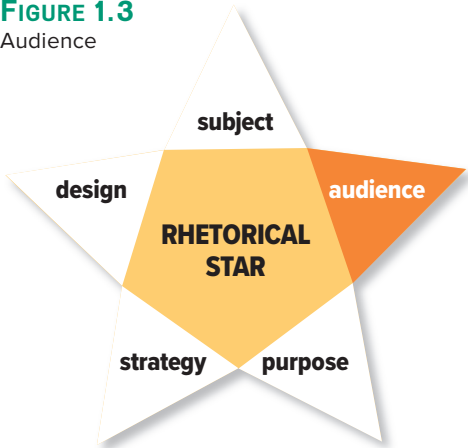 FIGURE 1.3
Audience
subject
design
audience
RHETORICAL
STAR
strategy
purpose